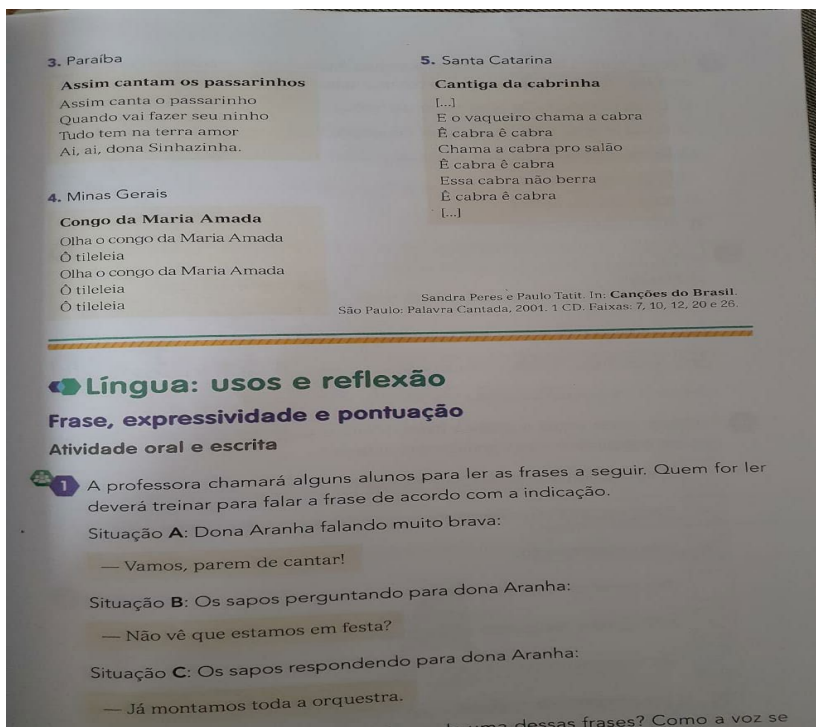 3. Paraíba
Assim cantam os passarinhos
Assim canta o passarinho
Quando vai fazer seu ninho
Tudo tem na terra amor
Ai, ai, dona Sinhazinha.
4. Minas Gerais
Congo da Maria Amada
Olha o congo da Maria Amada
Ô tileleia
Olha o congo da Maria Amada
Ô tileleia
Ô tileleia
5. Santa Catarina
Cantiga da cabrinha
[...]
E o vaqueiro chama a cabra
Ê cabra ê cabra
Chama a cabra pro salão
Ê cabra ê cabra
Essa cabra não berra
Ê cabra ê cabra
[...]
Sandra Peres e Paulo Tatit. In: Canções do Brasil.
São Paulo: Palavra Cantada, 2001. 1 CD. Faixas: 7, 10, 12, 20 e 26.
Língua: usos e reflexão
Frase, expressividade e pontuação
Atividade oral e escrita
1 A professora chamará alguns alunos para ler as frases a seguir. Quem for ler
deverá treinar para falar a frase de acordo com a indicação.
Situação A: Dona Aranha falando muito brava:
— Vamos, parem de cantar!
Situação B: Os sapos perguntando para dona Aranha:
— Não vê que estamos em festa?
Situação C: Os sapos respondendo para dona Aranha:
— Já montamos toda a orquestra.
dessas frases? Como a voz se